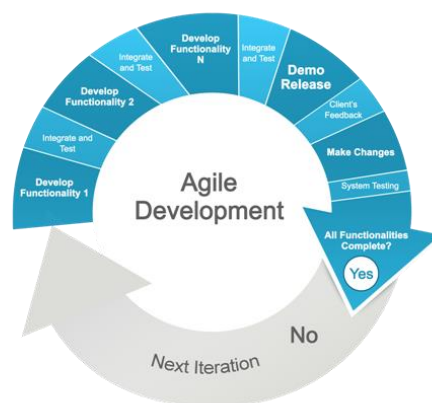 Develop
Functionality 1
Integrate and
Test
Develop
Functionality 2
Integrate
and Test
Develop
Functionality
N
Integrate
and Test
Demo
Release
Client's
Feedback
Make Changes
System Testing
All Functionalities
Complete?
Yes
No
Next Iteration
Agile
Development